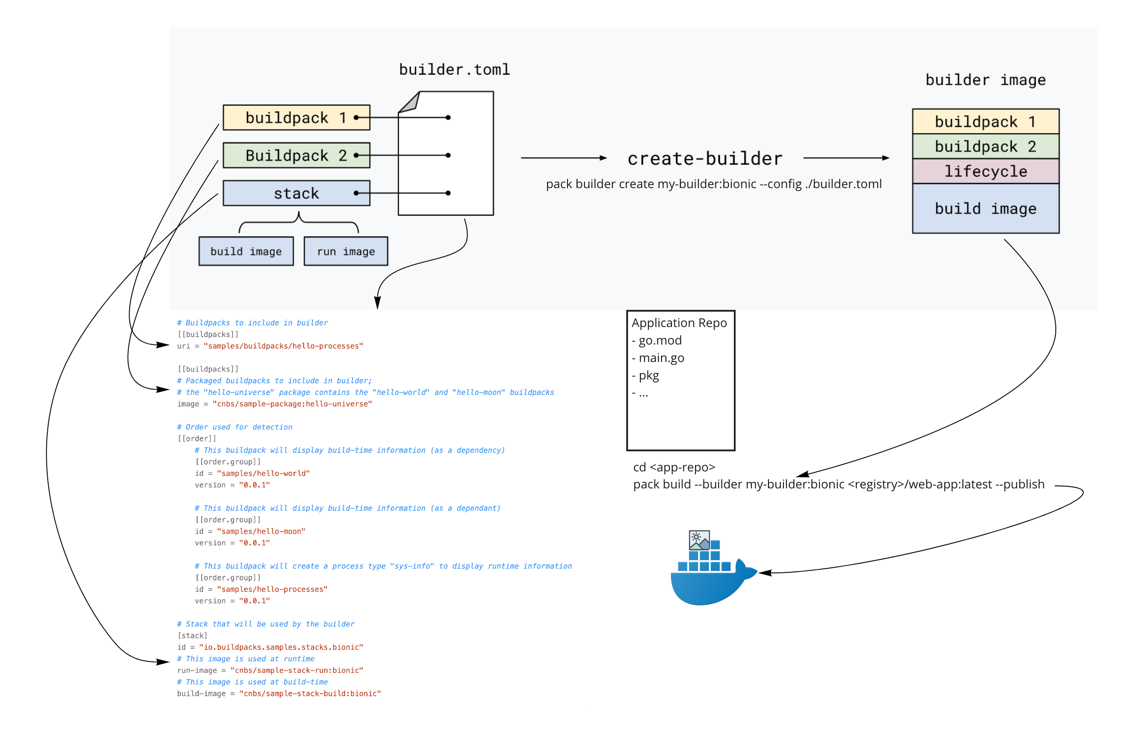 builder.toml
buildpack 1
Buildpack 2
stack
build image
run image
create-builder
pack builder create my-builder:bionic --config ./builder.toml
builder image
buildpack 1
buildpack 2
lifecycle
build image
# Buildpacks to include in builder
[[buildpacks]]
uri = "samples/buildpacks/hello-processes"
[[buildpacks]]
# Packaged buildpacks to include in builder;
# the "hello-universe" package contains the "hello-world" and "hello-moon" buildpacks
image = "cnbs/sample-package:hello-universe"
# Order used for detection
[[order]]
# This buildpack will display build-time information (as a dependency)
[[order.group]]
id = "samples/hello-world"
version = "0.0.1"
# This buildpack will display build-time information (as a dependant)
[[order.group]]
id = "samples/hello-moon"
version = "0.0.1"
# This buildpack will create a process type "sys-info" to display runtime information
[[order.group]]
id = "samples/hello-processes"
version = "0.0.1"
# Stack that will be used by the builder
[stack]
id = "io.buildpacks.samples.stacks.bionic"
# This image is used at runtime
run-image = "cnbs/sample-stack-run:bionic"
# This image is used at build-time
build-image = "cnbs/sample-stack-build:bionic"
Application Repo
- go.mod
- main.go
- pkg
- ...
cd <app-repo>
pack build --builder my-builder:bionic <registry>/web-app:latest --publish